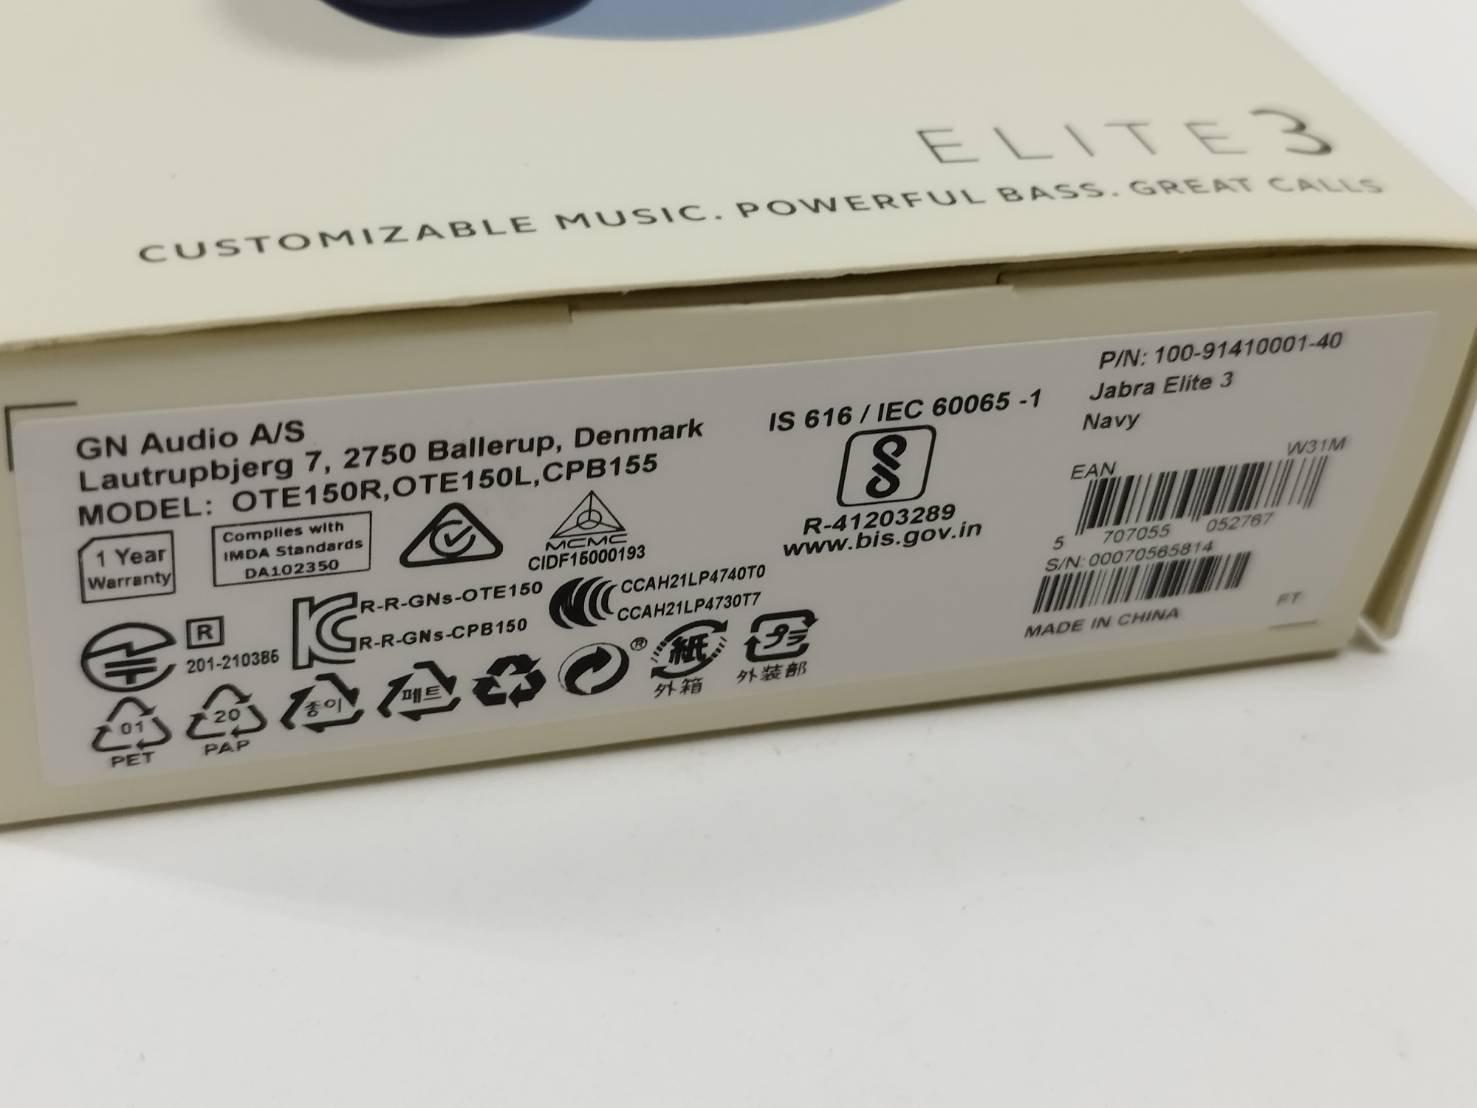 ELITE 3
CUSTOMIZABLE MUSIC. POWERFUL BASS. GREAT CALLS
GN Audio A/S
Lautrupbjerg 7, 2750 Ballerup, Denmark
MODEL: OTE150R,OTE150L,CPB155
1 Year
Warranty
Complies with
IMDA Standards
DA102350
MCMC
CIDF15000193
R
201-210386
R-R-GNs-OTE150
R-R-GNs-CPB150
CCAH21LP4740T0
CCAH21LP4730T7
01
PET
20
PAP
종이
페트
®
紙
外箱
プラ
外装部
IS 616 / IEC 60065 -1
R-41203289
www.bis.gov.in
P/N: 100-91410001-40
Jabra Elite 3
Navy
W31M
EAN
5 707055 052767
S/N: 00070565814
MADE IN CHINA
FT